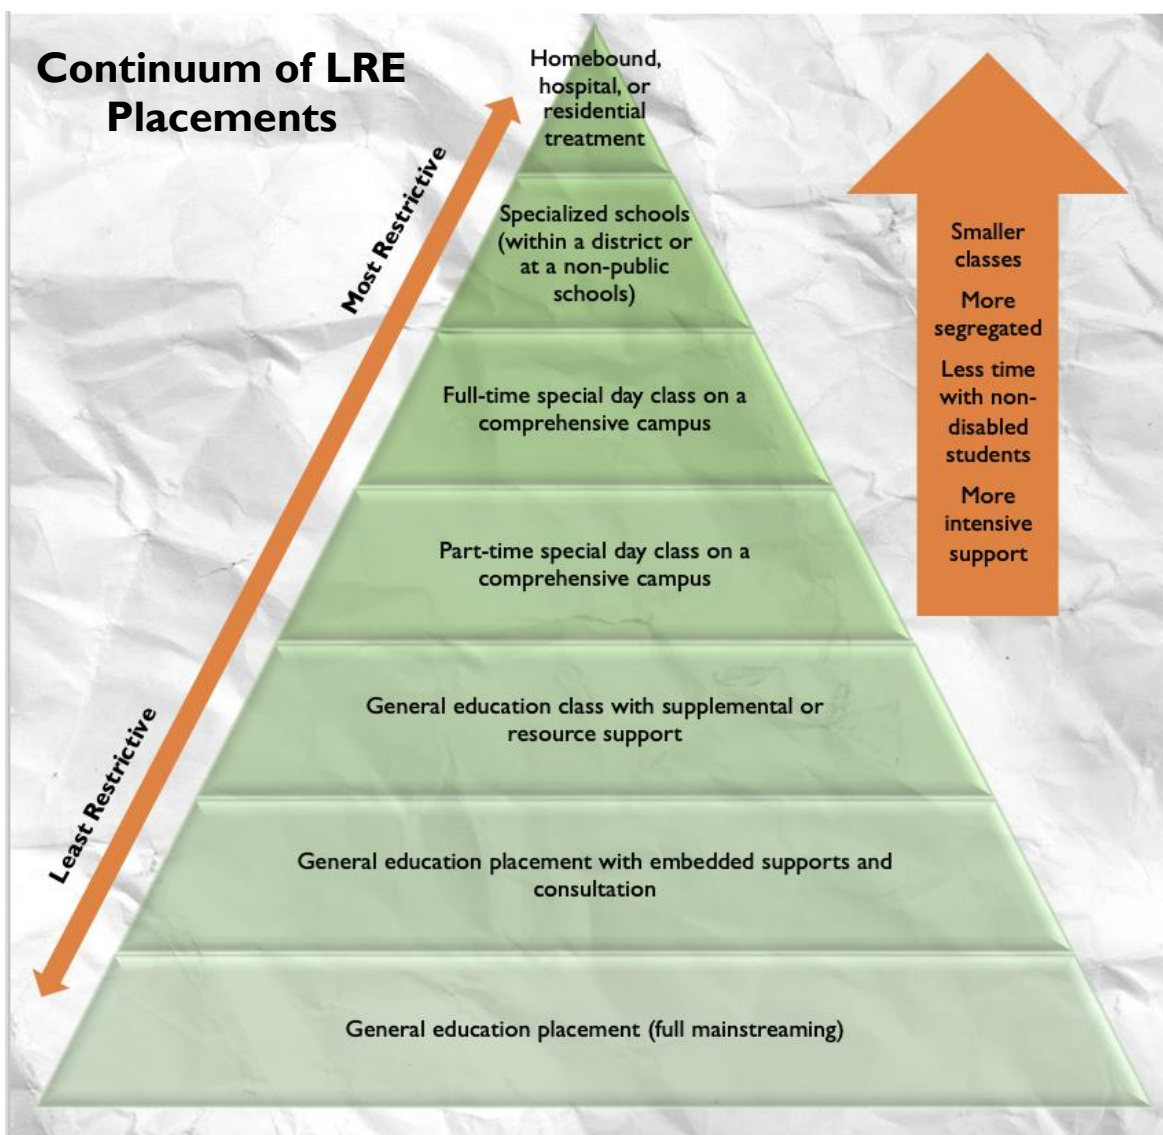 Continuum of LRE
Placements
Most Restrictive
Least Restrictive
Homebound,
hospital, or
residential
treatment
Specialized schools
(within a district or
at a non-public
schools)
Full-time special day class on a
comprehensive campus
Part-time special day class on a
comprehensive campus
General education class with supplemental or
resource support
General education placement with embedded supports and
consultation
General education placement (full mainstreaming)
Smaller
classes
More
segregated
Less time
with non-
disabled
students
More
intensive
support